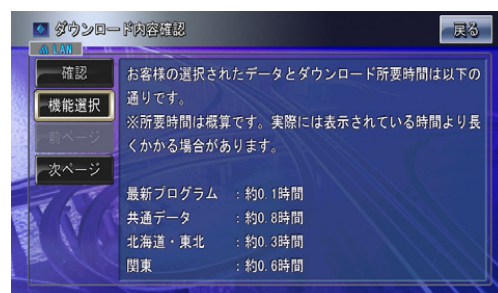 ダウンロード内容確認
戻る
LAN
確認
機能選択
前ページ
次ページ
お客様の選択されたデータとダウンロード所要時間は以下の
通りです。
※所要時間は概算です。実際には表示されている時間より長
くかかる場合があります。
最新プログラム :約0.1時間
共通データ :約0.8時間
北海道・東北 :約0.3時間
関東 :約0.6時間